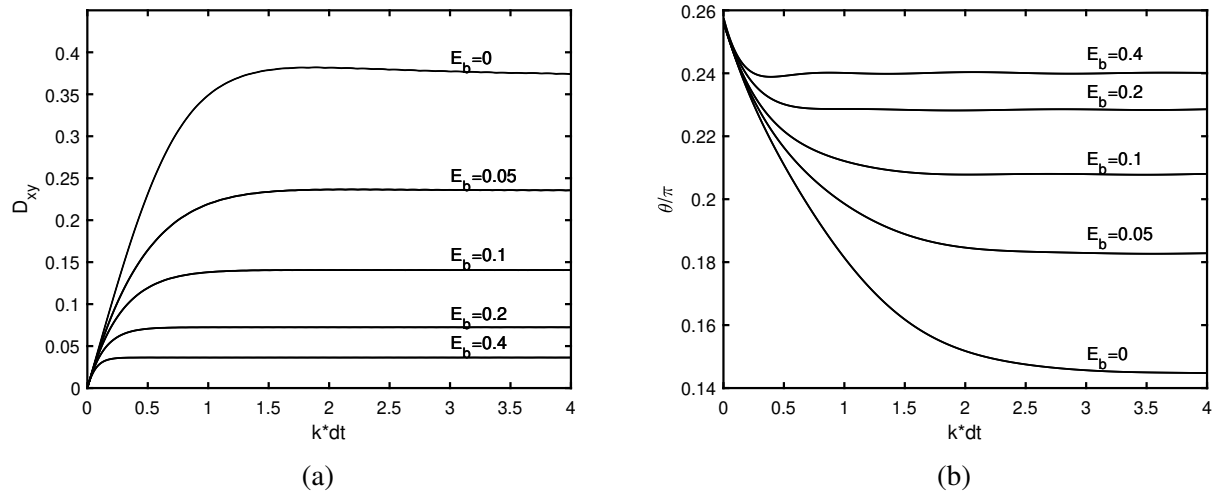 0.45
0.4
0.35
0.3
0.25
0.2
0.15
0.1
0.05
0
D_xy
E_b=0
E_b=0.05
E_b=0.1
E_b=0.2
E_b=0.4
0 0.5 1 1.5 2 2.5 3 3.5 4
k*dt
(a)
0.26
0.24
0.22
0.2
0.18
0.16
0.14
θ/π
E_b=0.4
E_b=0.2
E_b=0.1
E_b=0.05
E_b=0
0 0.5 1 1.5 2 2.5 3 3.5 4
k*dt
(b)